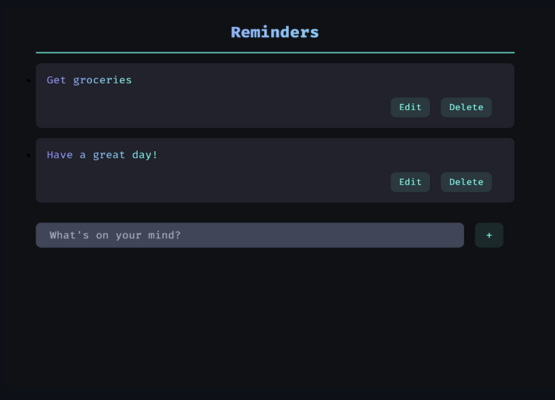 Reminders
Get groceries
Edit Delete
Have a great day!
Edit Delete
What's on your mind? +